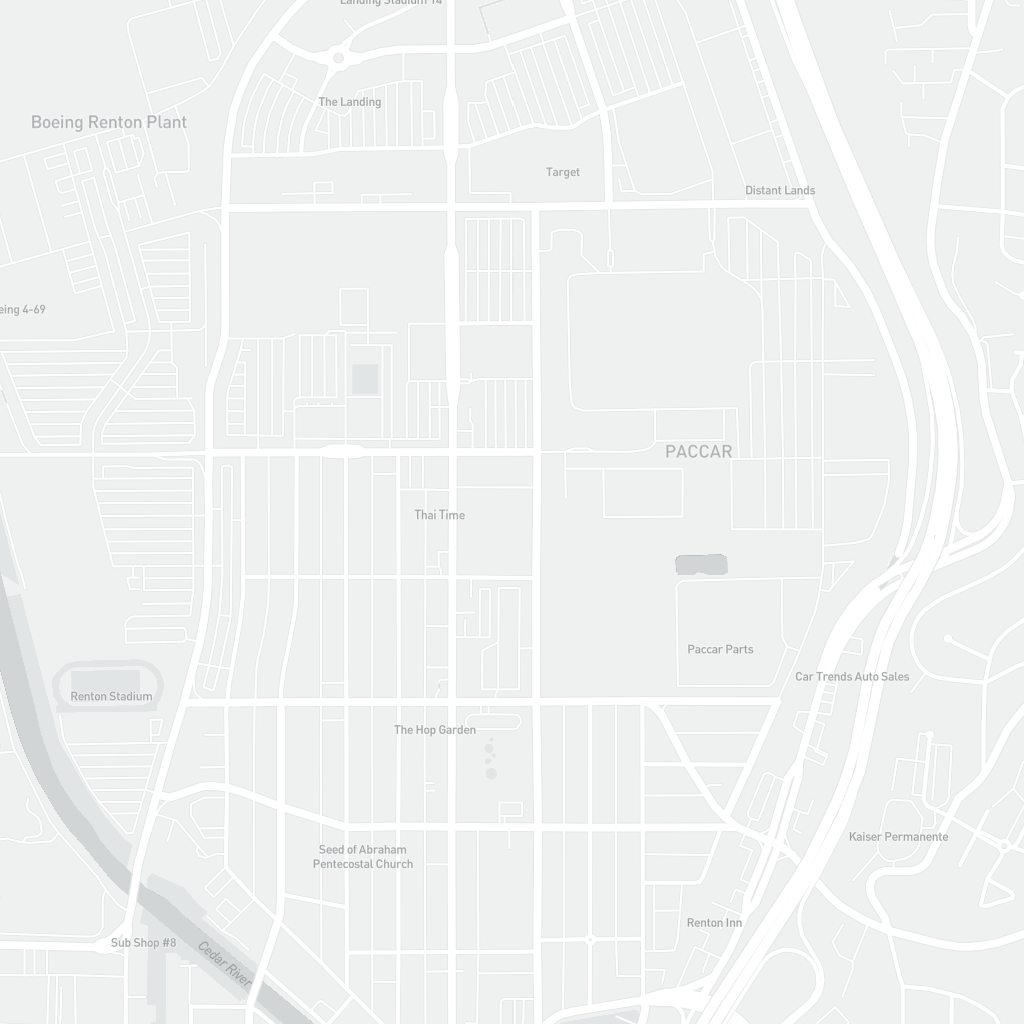 Landing Stadium 14
The Landing
Boeing Renton Plant
Target
Distant Lands
eing 4-69
PACCAR
Thai Time
Paccar Parts
Car Trends Auto Sales
Renton Stadium
The Hop Garden
Kaiser Permanente
Seed of Abraham
Pentecostal Church
Renton Inn
Sub Shop #8
Cedar River